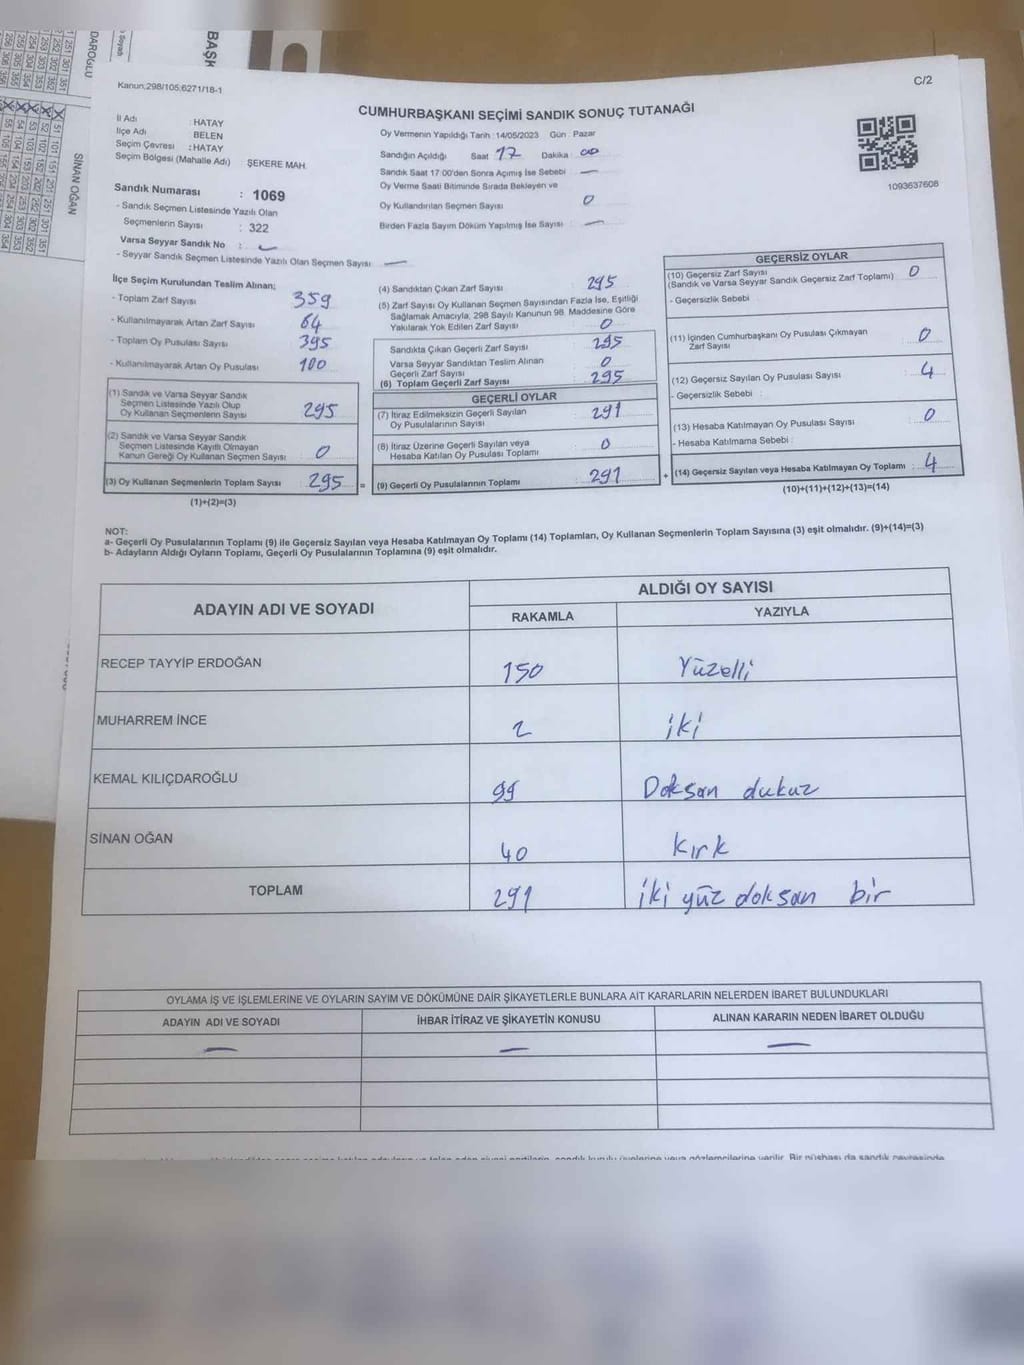 Kanun:298/105;6271/18-1
C/2
CUMHURBAŞKANI SEÇİMİ SANDIK SONUÇ TUTANAĞI
İl Adı : HATAY
İlçe Adı : BELEN
Seçim Çevresi : HATAY
Seçim Bölgesi (Mahalle Adı) : ŞEKERE MAH.
Sandık Numarası : 1069
- Sandık Seçmen Listesinde Yazılı Olan
Seçmenlerin Sayısı : 322
Varsa Seyyar Sandık No :
- Seyyar Sandık Seçmen Listesinde Yazılı Olan Seçmen Sayısı —
Oy Vermenin Yapıldığı Tarih : 14/05/2023 Gün : Pazar
Sandığın Açıldığı Saat 17 Dakika : 00
Sandık Saat 17:00'den Sonra Açımış İse Sebebi : —
Oy Verme Saati Bitiminde Sırada Bekleyen ve
Oy Kullandırılan Seçmen Sayısı : 0
Birden Fazla Sayım Döküm Yapılmış İse Sayısı : —
1093637608
İlçe Seçim Kurulundan Teslim Alınan;
- Toplam Zarf Sayısı 359
- Kullanılmayarak Artan Zarf Sayısı 64
- Toplam Oy Pusulası Sayısı 395
- Kullanılmayarak Artan Oy Pusulası 100
(1) Sandık ve Varsa Seyyar Sandık
Seçmen Listesinde Yazılı Olup
Oy Kullanan Seçmenlerin Sayısı 295
(2) Sandık ve Varsa Seyyar Sandık
Seçmen Listesinde Kayıtlı Olmayan
Kanun Gereği Oy Kullanan Seçmen Sayısı : 0
(3) Oy Kullanan Seçmenlerin Toplam Sayısı 295 =
(1)+(2)=(3)
(4) Sandıktan Çıkan Zarf Sayısı : 295
(5) Zarf Sayısı Oy Kullanan Seçmen Sayısından Fazla İse, Eşitliği
Sağlamak Amacıyla, 298 Sayılı Kanunun 98. Maddesine Göre
Yakılarak Yok Edilen Zarf Sayısı : 0
Sandıkta Çıkan Geçerli Zarf Sayısı : 295
Varsa Seyyar Sandıktan Teslim Alınan
Geçerli Zarf Sayısı : 0
(6) Toplam Geçerli Zarf Sayısı : 295
GEÇERLİ OYLAR
(7) İtiraz Edilmeksizin Geçerli Sayılan
Oy Pusulalarının Sayısı : 291
(8) İtiraz Üzerine Geçerli Sayılan veya
Hesaba Katılan Oy Pusulası Toplamı : 0
(9) Geçerli Oy Pusulalarının Toplamı : 291 +
GEÇERSİZ OYLAR
(10) Geçersiz Zarf Sayısı
(Sandık ve Varsa Seyyar Sandık Geçersiz Zarf Toplamı) : 0
- Geçersizlik Sebebi :
(11) İçinden Cumhurbaşkanı Oy Pusulası Çıkmayan
Zarf Sayısı : 0
(12) Geçersiz Sayılan Oy Pusulası Sayısı : 4
- Geçersizlik Sebebi :
(13) Hesaba Katılmayan Oy Pusulası Sayısı : 0
- Hesaba Katılmama Sebebi :
(14) Geçersiz Sayılan veya Hesaba Katılmayan Oy Toplamı : 4
(10)+(11)+(12)+(13)=(14)
NOT:
a- Geçerli Oy Pusulalarının Toplamı (9) ile Geçersiz Sayılan veya Hesaba Katılmayan Oy Toplamı (14) Toplamları, Oy Kullanan Seçmenlerin Toplam Sayısına (3) eşit olmalıdır. (9)+(14)=(3)
b- Adayların Aldığı Oyların Toplamı, Geçerli Oy Pusulalarının Toplamına (9) eşit olmalıdır.
ADAYIN ADI VE SOYADI ALDIĞI OY SAYISI
RAKAMLA YAZIYLA
RECEP TAYYİP ERDOĞAN 150 Yüzelli
MUHARREM İNCE 2 iki
KEMAL KILIÇDAROĞLU 99 Doksan dukuz
SİNAN OĞAN 40 Kırk
TOPLAM 291 iki yüz doksan bir
OYLAMA İŞ VE İŞLEMLERİNE VE OYLARIN SAYIM VE DÖKÜMÜNE DAİR ŞİKAYETLERLE BUNLARA AİT KARARLARIN NELERDEN İBARET BULUNDUKLARI
ADAYIN ADI VE SOYADI İHBAR İTİRAZ VE ŞİKAYETİN KONUSU ALINAN KARARIN NEDEN İBARET OLDUĞU
— — —
SİNAN OĞAN